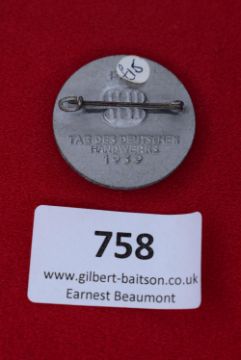 TAG DES DEUTSCHEN
HANDWERKS
1939
758
www.gilbert-baitson.co.uk
Earnest Beaumont